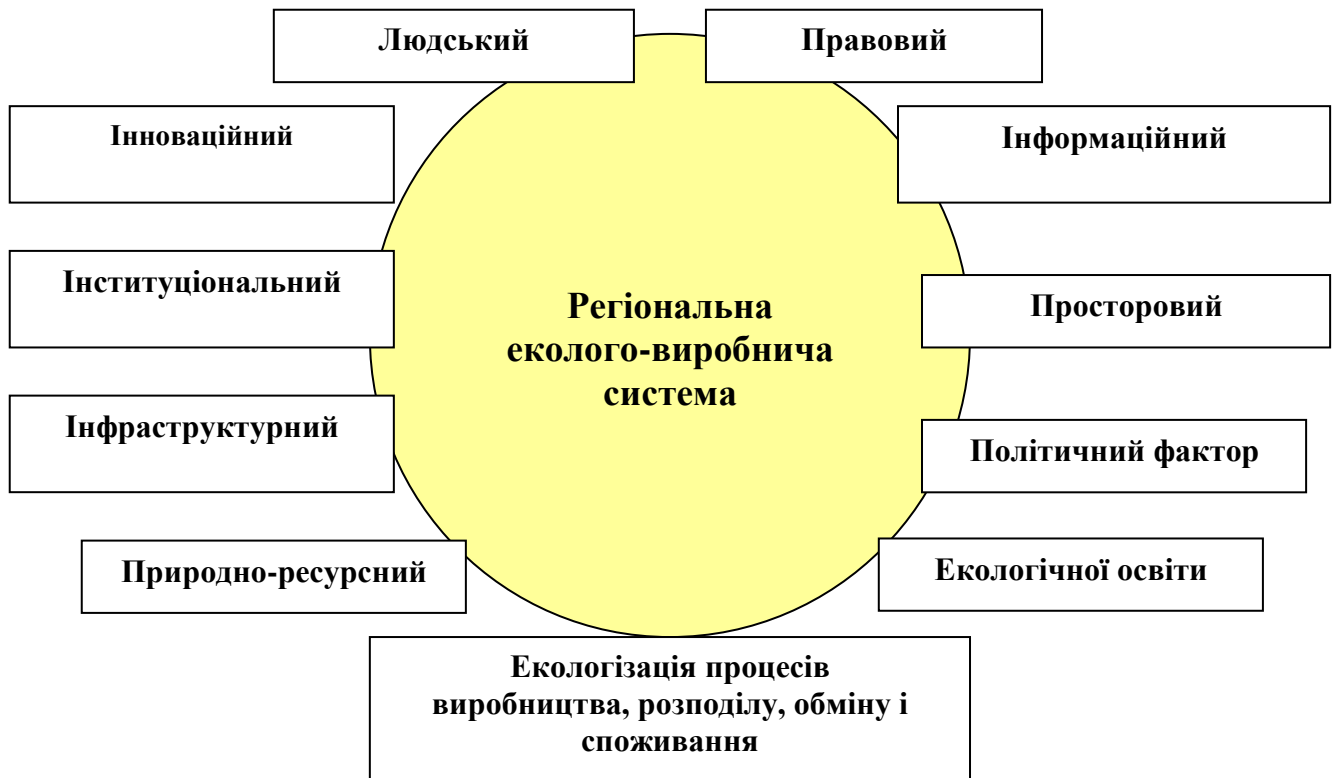 Людський
Правовий
Інноваційний
Інформаційний
Інституціональний
Просторовий
Регіональна
еколого-виробнича
система
Інфраструктурний
Політичний фактор
Природно-ресурсний
Екологічної освіти
Екологізація процесів
виробництва, розподілу, обміну і
споживання